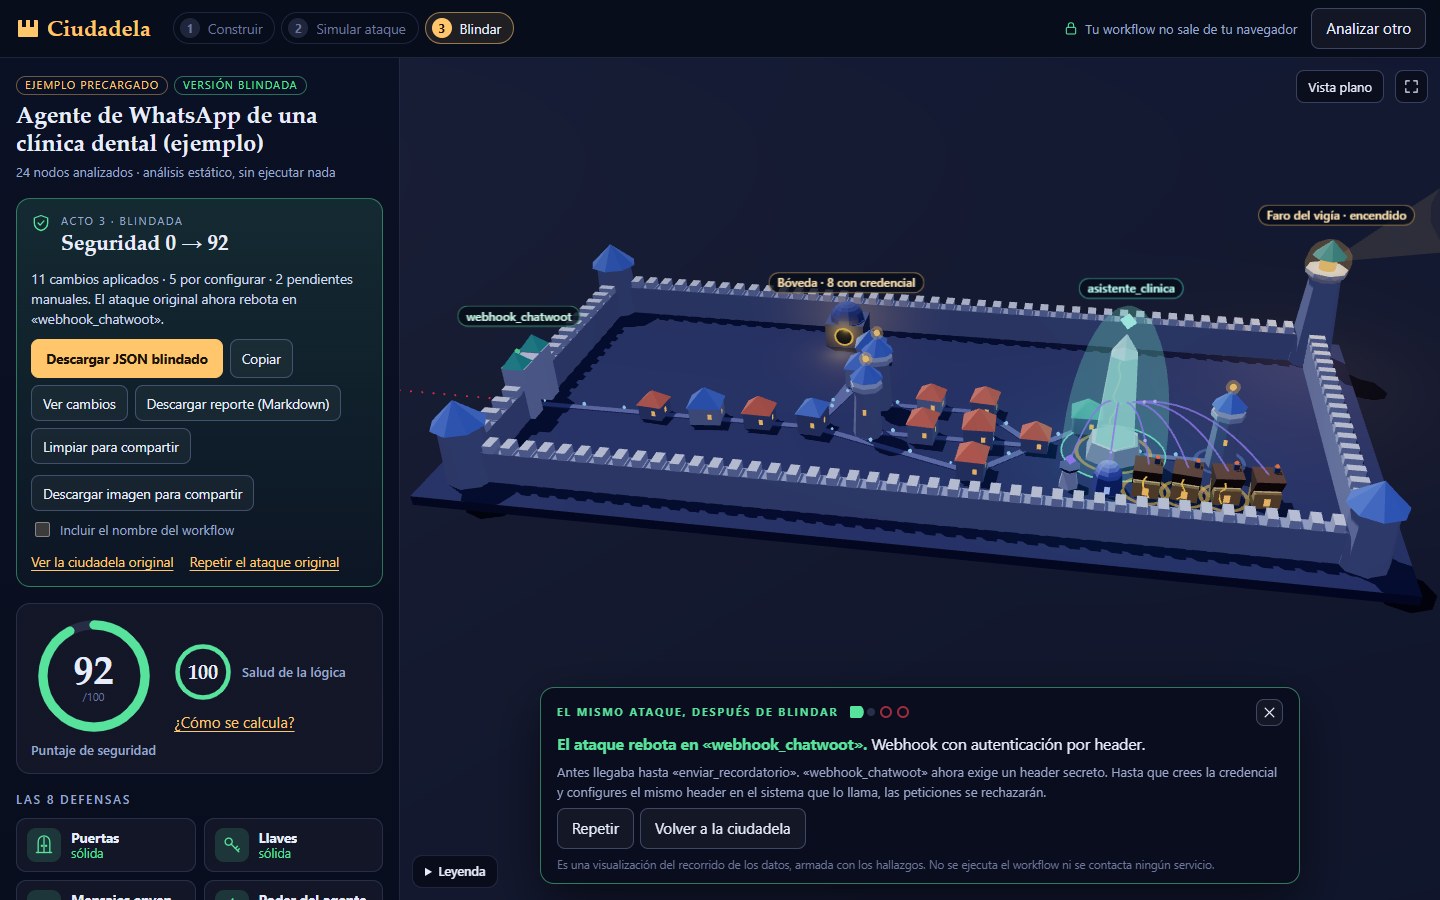 Ciudadela
1 Construir
2 Simular ataque
3 Blindar
Tu workflow no sale de tu navegador
Analizar otro
EJEMPLO PRECARGADO
VERSIÓN BLINDADA
Agente de WhatsApp de una
clínica dental (ejemplo)
24 nodos analizados · análisis estático, sin ejecutar nada
ACTO 3 · BLINDADA
Seguridad 0 → 92
11 cambios aplicados · 5 por configurar · 2 pendientes
manuales. El ataque original ahora rebota en
«webhook_chatwoot».
Descargar JSON blindado
Copiar
Ver cambios
Descargar reporte (Markdown)
Limpiar para compartir
Descargar imagen para compartir
Incluir el nombre del workflow
Ver la ciudadela original
Repetir el ataque original
92
/100
Puntaje de seguridad
100
Salud de la lógica
¿Cómo se calcula?
LAS 8 DEFENSAS
Puertas
sólida
Llaves
sólida
Vista plano
Faro del vigía · encendido
Bóveda · 8 con credencial
asistente_clinica
webhook_chatwoot
EL MISMO ATAQUE, DESPUÉS DE BLINDAR
El ataque rebota en «webhook_chatwoot». Webhook con autenticación por header.
Antes llegaba hasta «enviar_recordatorio». «webhook_chatwoot» ahora exige un header secreto. Hasta que crees la credencial
y configures el mismo header en el sistema que lo llama, las peticiones se rechazarán.
Repetir
Volver a la ciudadela
Es una visualización del recorrido de los datos, armada con los hallazgos. No se ejecuta el workflow ni se contacta ningún servicio.
Leyenda